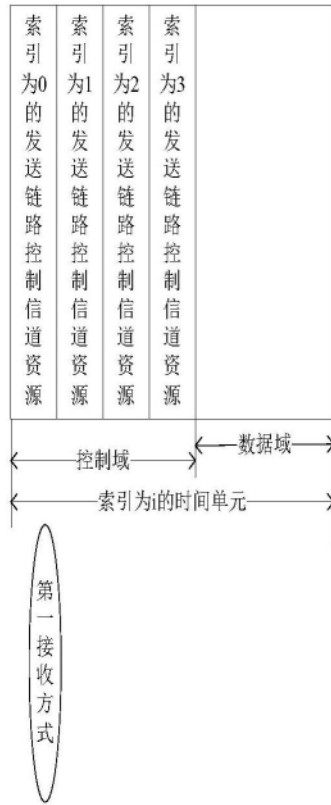 索引为0的发送链路控制信道资源
索引为1的发送链路控制信道资源
索引为2的发送链路控制信道资源
索引为3的发送链路控制信道资源
控制域
数据域
索引为i的时间单元
第一接收方式